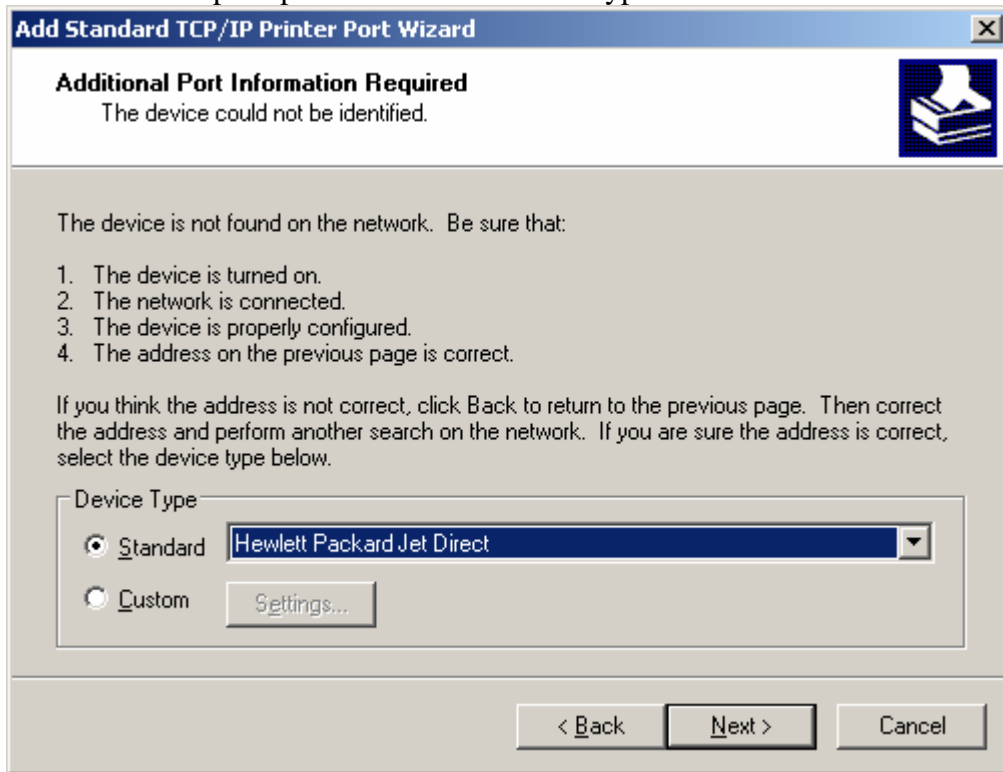 Add Standard TCP/IP Printer Port Wizard
Additional Port Information Required
The device could not be identified.
The device is not found on the network. Be sure that:
1. The device is turned on.
2. The network is connected.
3. The device is properly configured.
4. The address on the previous page is correct.
If you think the address is not correct, click Back to return to the previous page. Then correct
the address and perform another search on the network. If you are sure the address is correct,
select the device type below.
Device Type
Standard Hewlett Packard Jet Direct
Custom Settings...
< Back Next > Cancel